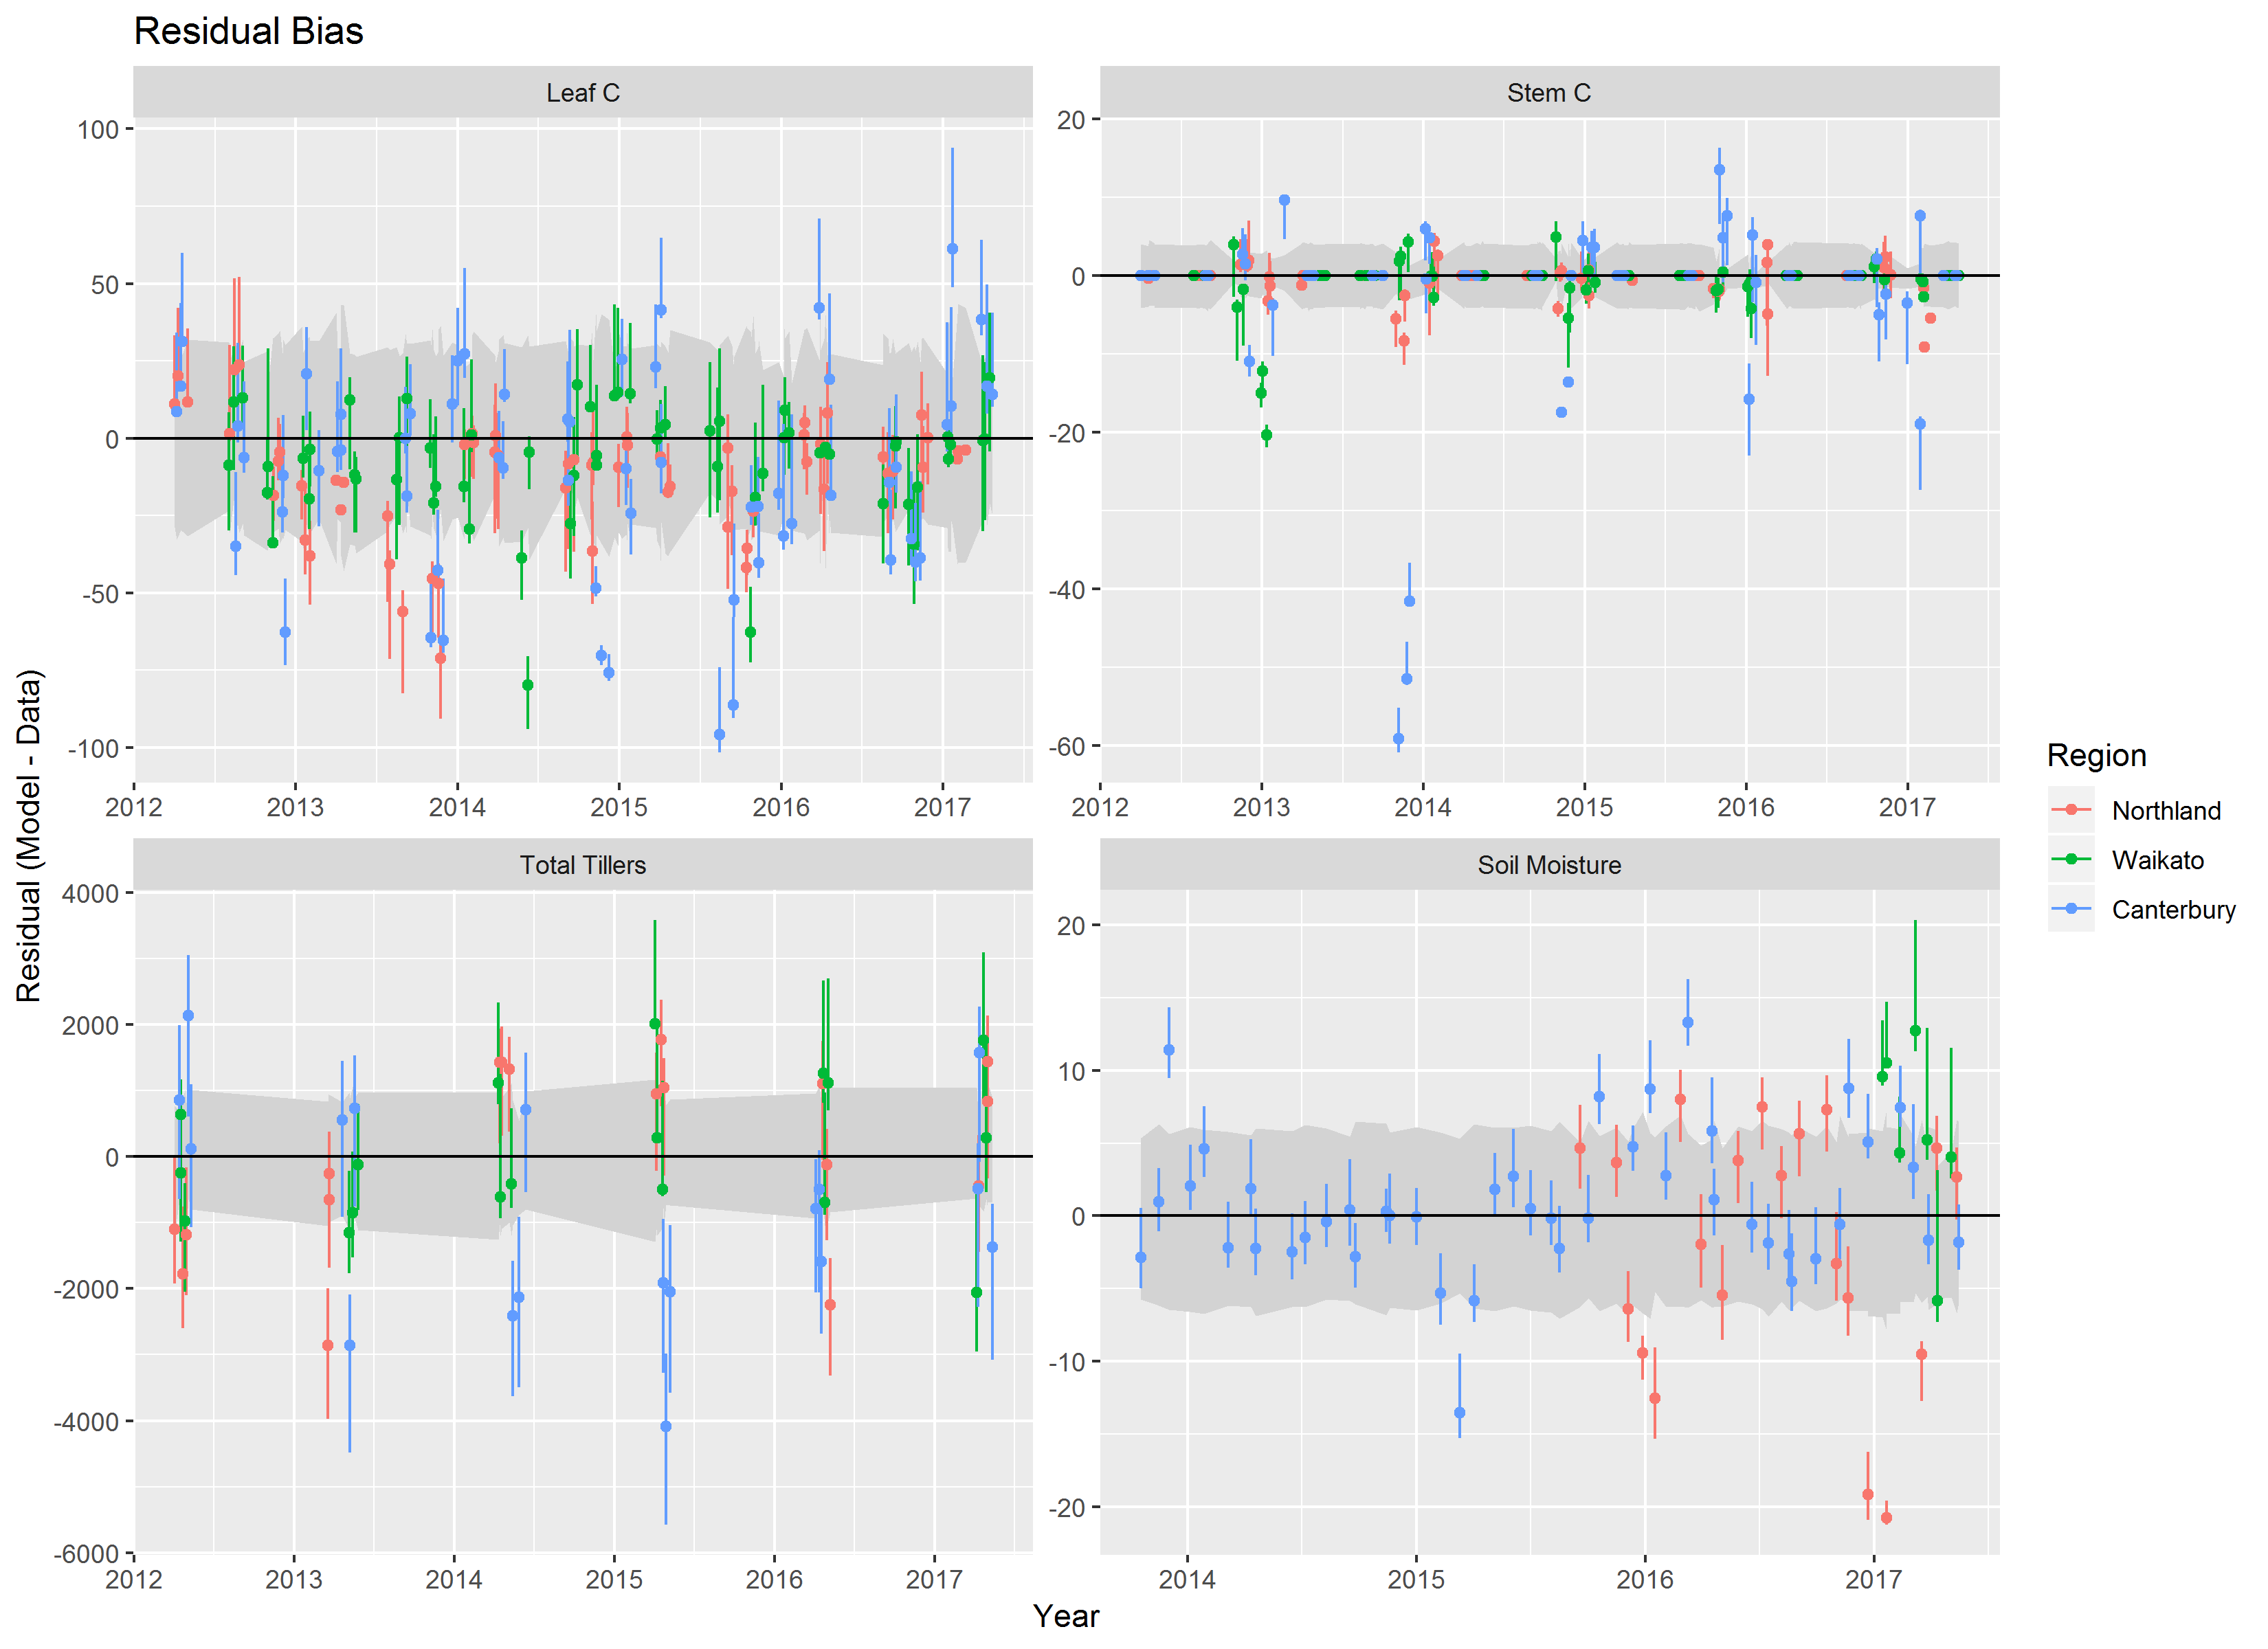 Residual Bias
Leaf C
Stem C
100
50
0
-50
-100
20
0
-20
-40
-60
2012 2013 2014 2015 2016 2017
2012 2013 2014 2015 2016 2017
Total Tillers
Soil Moisture
4000
2000
0
-2000
-4000
-6000
20
10
0
-10
-20
2012 2013 2014 2015 2016 2017
2014 2015 2016 2017
Residual (Model - Data)
Year
Region
Northland
Waikato
Canterbury